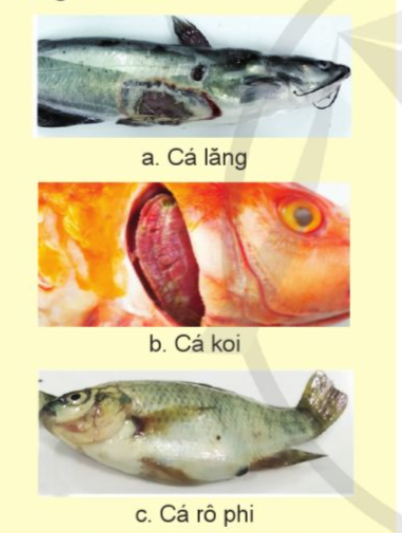 a. Cá lăng
b. Cá koi
c. Cá rô phi